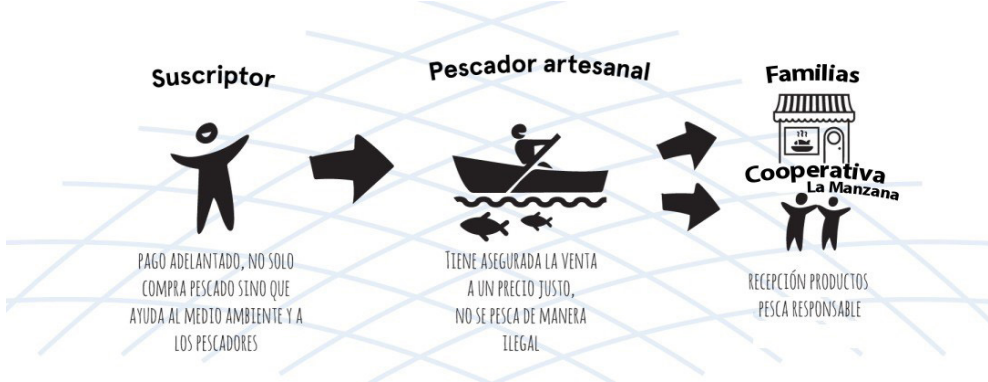 Suscriptor
PAGO ADELANTADO, NO SOLO
COMPRA PESCADO SINO QUE
AYUDA AL MEDIO AMBIENTE Y A
LOS PESCADORES
Pescador artesanal
TIENE ASEGURADA LA VENTA
A UN PRECIO JUSTO,
NO SE PESCA DE MANERA
ILEGAL
Familias
Cooperativa
La Manzana
RECEPCIÓN PRODUCTOS
PESCA RESPONSABLE